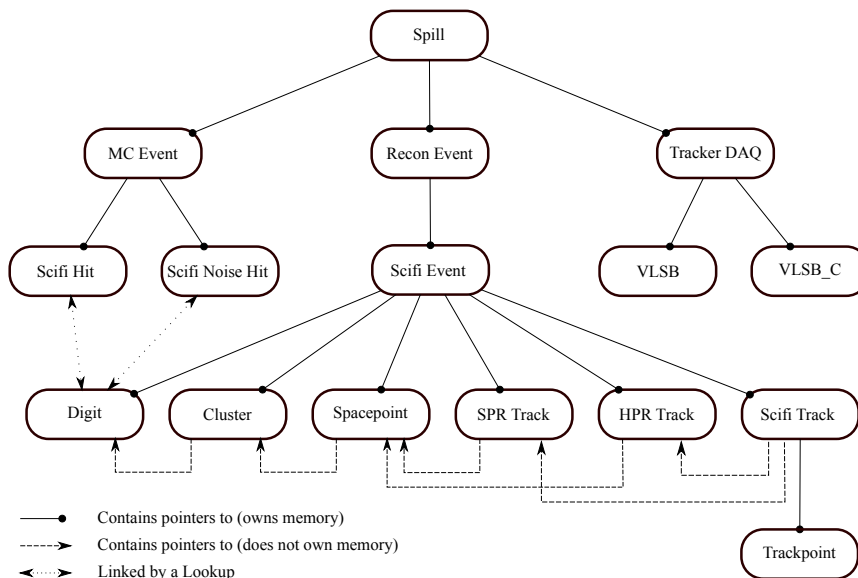 Spill
MC Event
Recon Event
Tracker DAQ
Scifi Hit
Scifi Noise Hit
Scifi Event
VLSB
VLSB_C
Digit
Cluster
Spacepoint
SPR Track
HPR Track
Scifi Track
Contains pointers to (owns memory)
Contains pointers to (does not own memory)
Trackpoint
Linked by a Lookup